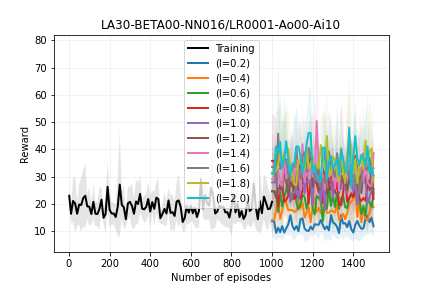 LA30-BETA00-NN016/LR0001-Ao00-Ai10
80
70
60
50
40
30
20
10
Reward
Training
(l=0.2)
(l=0.4)
(l=0.6)
(l=0.8)
(l=1.0)
(l=1.2)
(l=1.4)
(l=1.6)
(l=1.8)
(l=2.0)
0 200 400 600 800 1000 1200 1400
Number of episodes